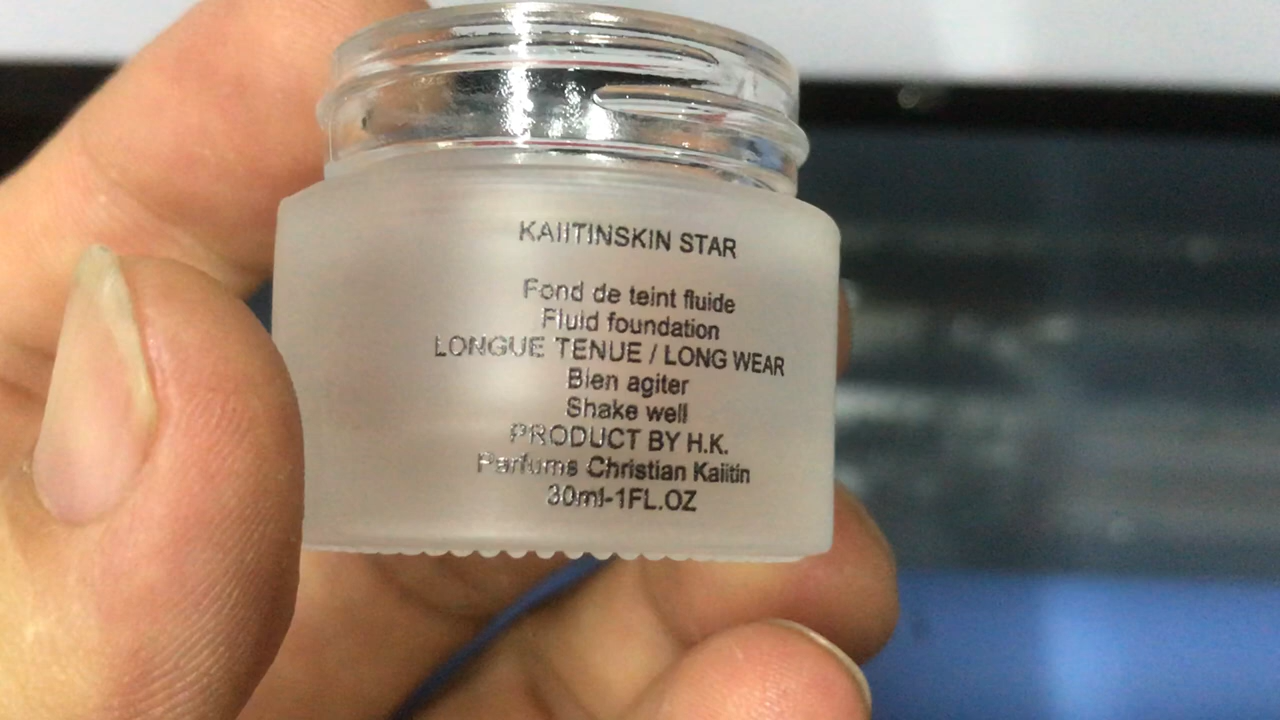 KAIITINSKIN STAR
Fond de teint fluide
Fluid foundation
LONGUE TENUE / LONG WEAR
Bien agiter
Shake well
PRODUCT BY H.K.
Parfums Christian Kaiitin
30ml-1FL.OZ